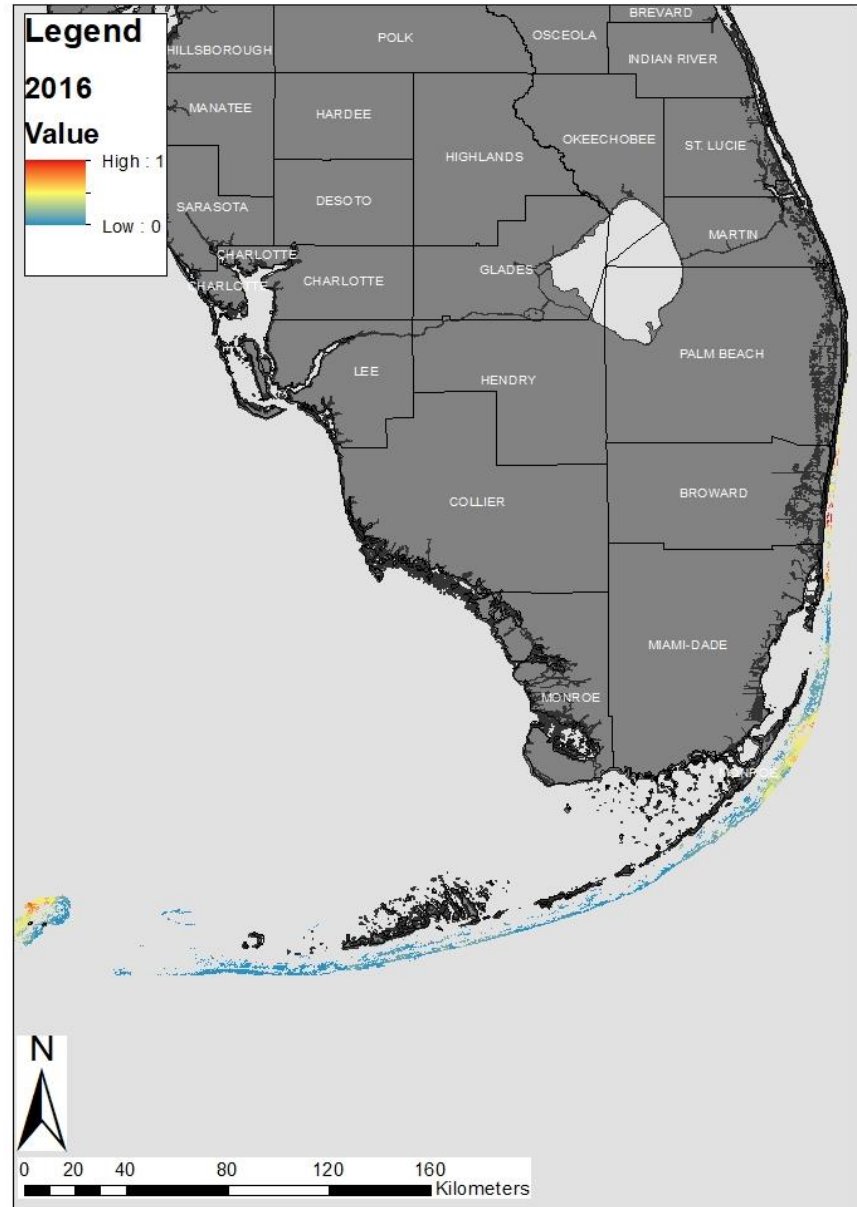 Legend
2016
Value
High : 1
Low : 0
BREVARD
HILLSBOROUGH
POLK
OSCEOLA
INDIAN RIVER
MANATEE
HARDEE
HIGHLANDS
OKEECHOBEE
ST. LUCIE
SARASOTA
DESOTO
MARTIN
CHARLOTTE
CHARLOTTE
CHARLOTTE
GLADES
PALM BEACH
LEE
HENDRY
COLLIER
BROWARD
MIAMI-DADE
MONROE
MONROE
N
0 20 40 80 120 160
Kilometers